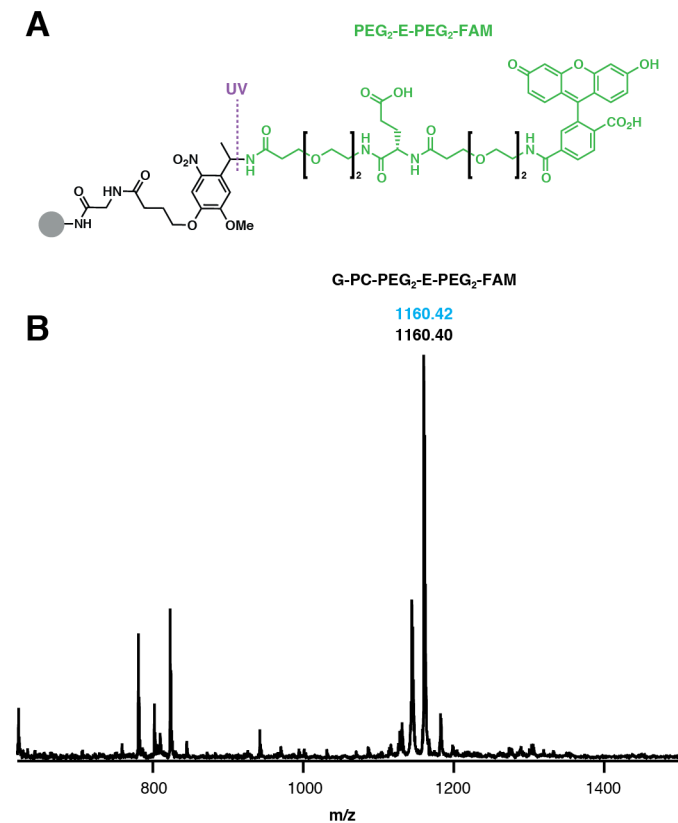 A
PEG₂-E-PEG₂-FAM
UV
O
O
OH
O
OH
O
O
NO₂
N
H
O
O
H
N
N
H
O
O
H
N
CO₂H
2
2
O
O
HN
O
O
NH
O
OMe
G-PC-PEG₂-E-PEG₂-FAM
B
1160.42
1160.40
800
1000
1200
1400
m/z